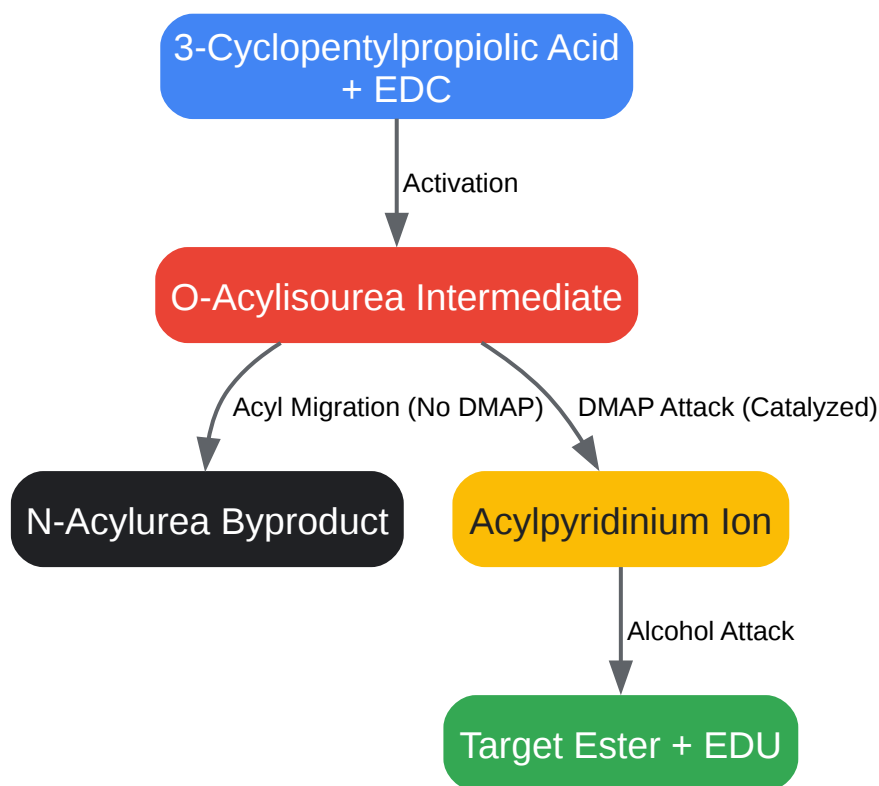 3-Cyclopentylpropiolic Acid
+ EDC
Activation
O-Acylisourea Intermediate
Acyl Migration (No DMAP)
DMAP Attack (Catalyzed)
N-Acylurea Byproduct
Acylpyridinium Ion
Alcohol Attack
Target Ester + EDU